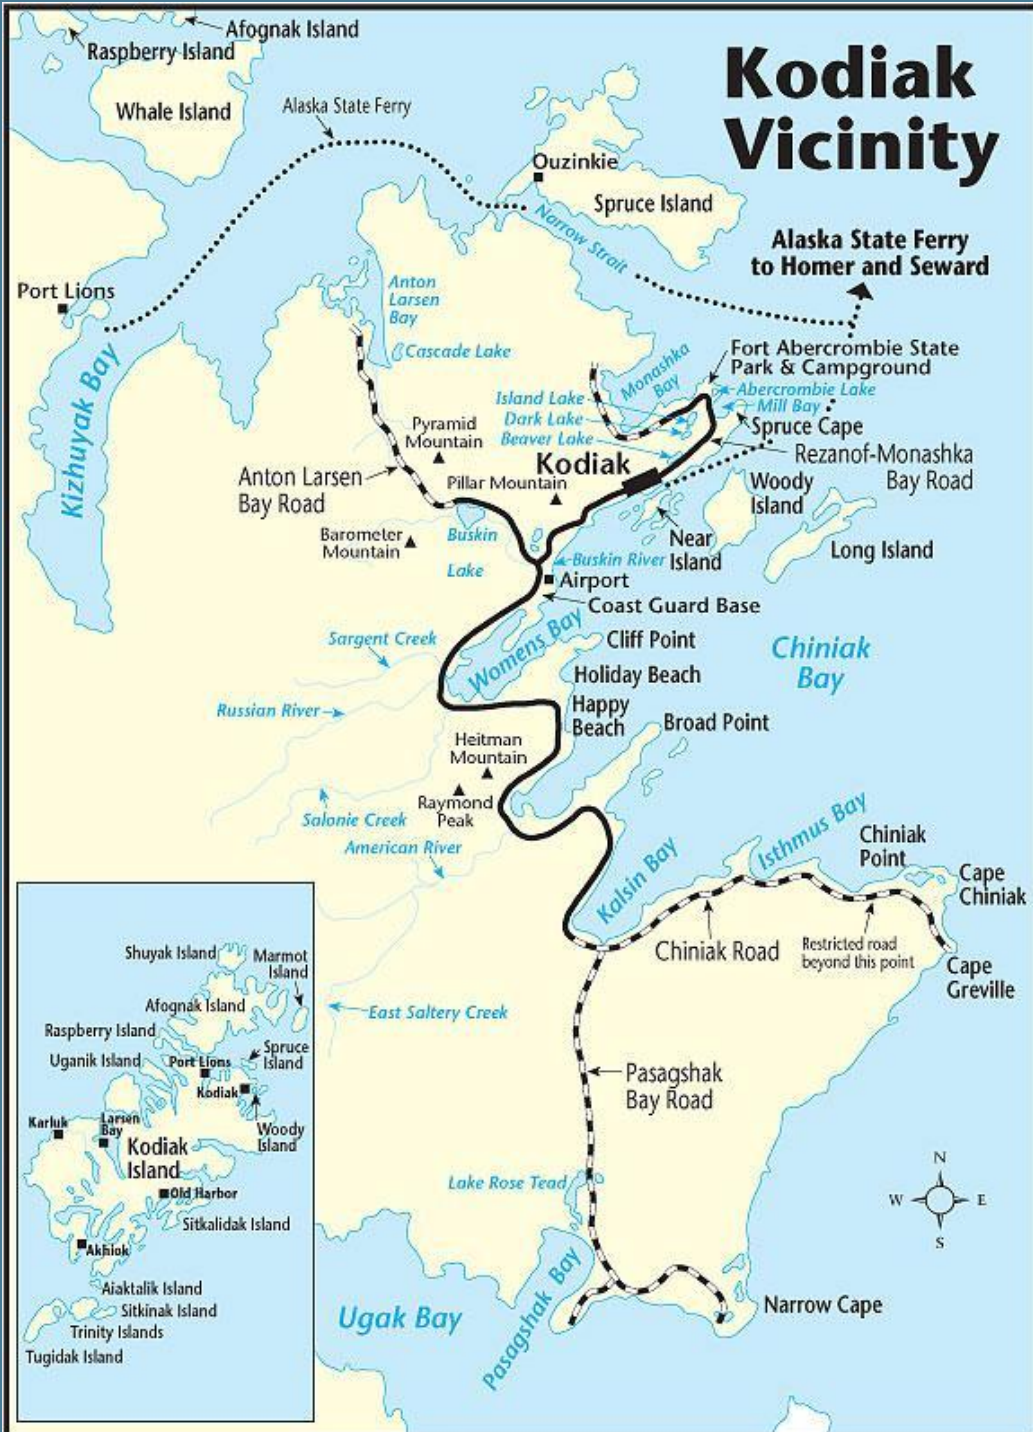 Afognak Island
Raspberry Island
Whale Island
Alaska State Ferry
Kodiak
Vicinity
Ouzinkie
Spruce Island
Narrow Strait
Alaska State Ferry
to Homer and Seward
Port Lions
Kizhuyak Bay
Anton
Larsen
Bay
Cascade Lake
Monashka
Bay
Fort Abercrombie State
Park & Campground
Abercrombie Lake
Mill Bay
Island Lake
Dark Lake
Beaver Lake
Spruce Cape
Rezanof-Monashka
Bay Road
Pyramid
Mountain
Kodiak
Anton Larsen
Bay Road
Pillar Mountain
Woody
Island
Barometer
Mountain
Buskin
Lake
Near
Island
Long Island
Buskin River
Airport
Coast Guard Base
Womens Bay
Cliff Point
Chiniak
Bay
Sargent Creek
Holiday Beach
Russian River
Happy
Beach
Broad Point
Heitman
Mountain
Raymond
Peak
Salonie Creek
American River
Isthmus Bay
Chiniak
Point
Kalsin Bay
Cape
Chiniak
Chiniak Road
Restricted road
beyond this point
Cape
Greville
East Saltery Creek
Pasagshak
Bay Road
Lake Rose Tead
N
W
E
S
Ugak Bay
Pasagshak Bay
Narrow Cape
Shuyak Island
Marmot
Island
Afognak Island
Raspberry Island
Spruce
Island
Uganik Island
Port Lions
Kodiak
Karluk
Larsen
Bay
Woody
Island
Kodiak
Island
Old Harbor
Sitkalidak Island
Akhiok
Aiaktalik Island
Sitkinak Island
Trinity Islands
Tugidak Island